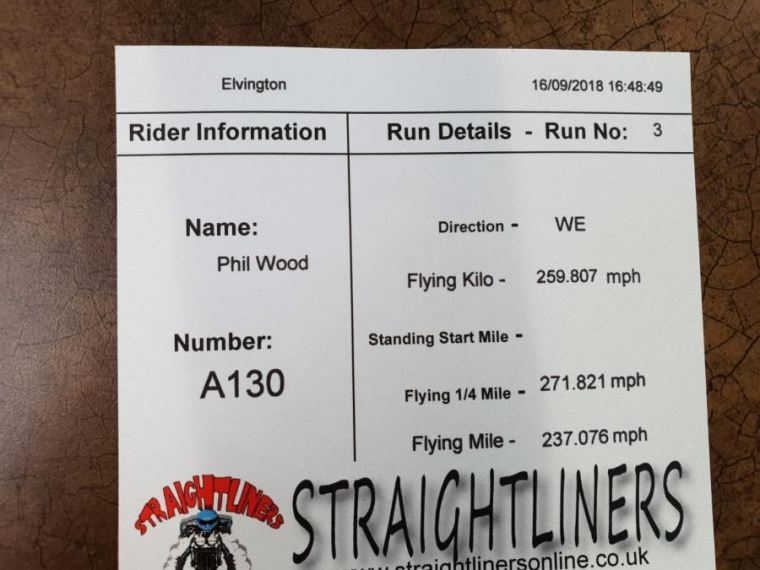 Elvington 16/09/2018 16:48:49
Rider Information Run Details - Run No: 3
Name:
Phil Wood
Number:
A130
Direction - WE
Flying Kilo - 259.807 mph
Standing Start Mile -
Flying 1/4 Mile - 271.821 mph
Flying Mile - 237.076 mph
STRAIGHTLINERS
STRAIGHTLINERS
www.straightlinersonline.co.uk